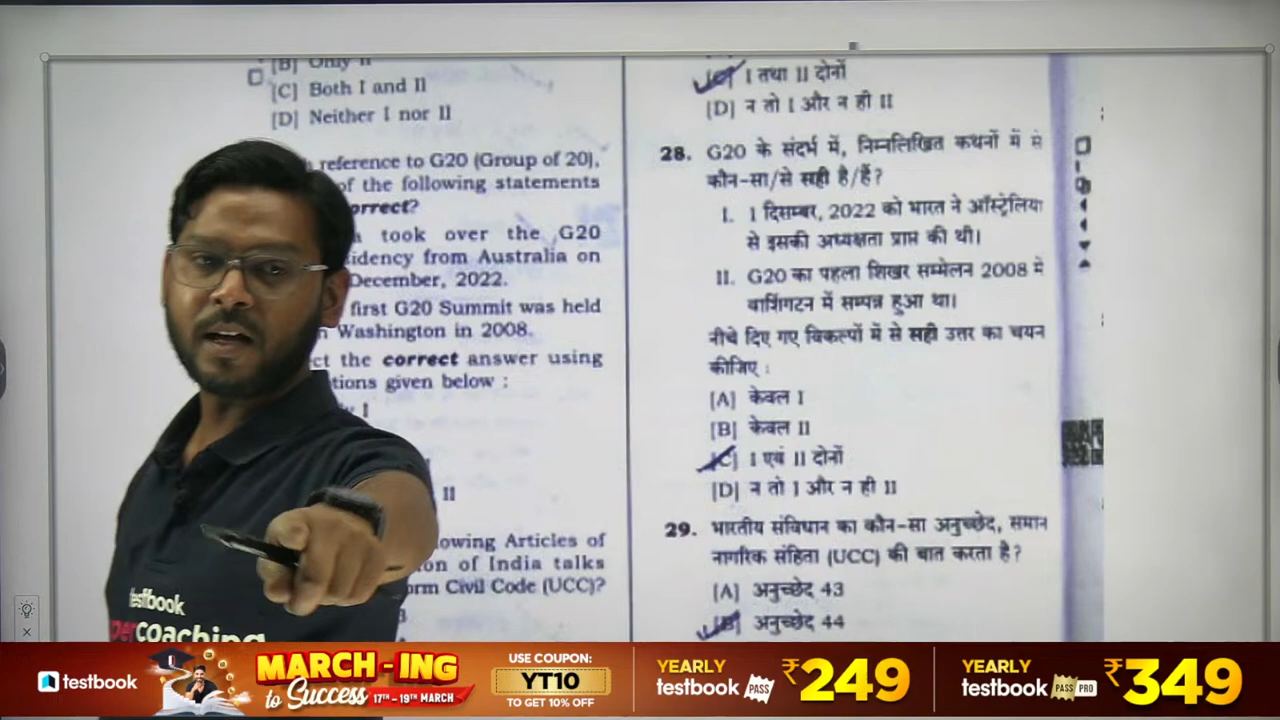 [B] Only II
[C] Both I and II
[D] Neither I nor II
reference to G20 (Group of 20),
of the following statements
orrect?
took over the G20
idency from Australia on
December, 2022.
first G20 Summit was held
Washington in 2008.
ct the correct answer using
tions given below :
I
II
owing Articles of
on of India talks
orm Civil Code (UCC)?
[C] I तथा II दोनों
[D] न तो I और न ही II
28. G20 के संदर्भ में, निम्नलिखित कथनों में से
कौन-सा/से सही है/हैं?
I. 1 दिसम्बर, 2022 को भारत ने ऑस्ट्रेलिया
से इसकी अध्यक्षता प्राप्त की थी।
II. G20 का पहला शिखर सम्मेलन 2008 में
वाशिंगटन में सम्पन्न हुआ था।
नीचे दिए गए विकल्पों में से सही उत्तर का चयन
कीजिए :
[A] केवल I
[B] केवल II
[C] I एवं II दोनों
[D] न तो I और न ही II
29. भारतीय संविधान का कौन-सा अनुच्छेद, समान
नागरिक संहिता (UCC) की बात करता है?
[A] अनुच्छेद 43
[B] अनुच्छेद 44
testbook
percoaching
testbook
MARCH-ING
to Success 17TH - 19TH MARCH
USE COUPON:
YT10
TO GET 10% OFF
YEARLY
testbook PASS
₹249
YEARLY
testbook PASS PRO
₹349